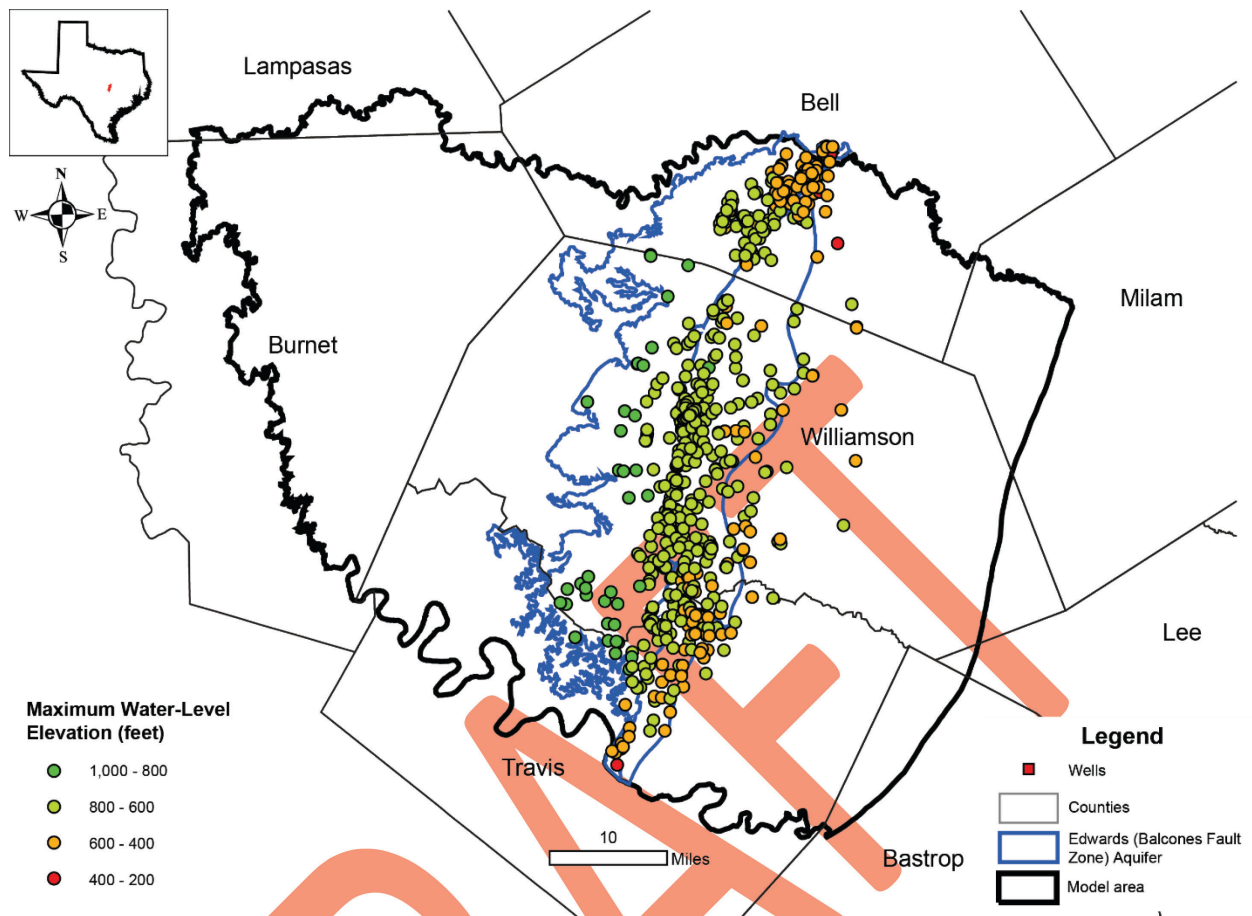 Lampasas
Bell
N
W E
S
Milam
Burnet
Williamson
Lee
Maximum Water-Level
Elevation (feet)
1,000 - 800
800 - 600
600 - 400
400 - 200
Travis
10
Miles
Bastrop
Legend
Wells
Counties
Edwards (Balcones Fault
Zone) Aquifer
Model area
DRAFT